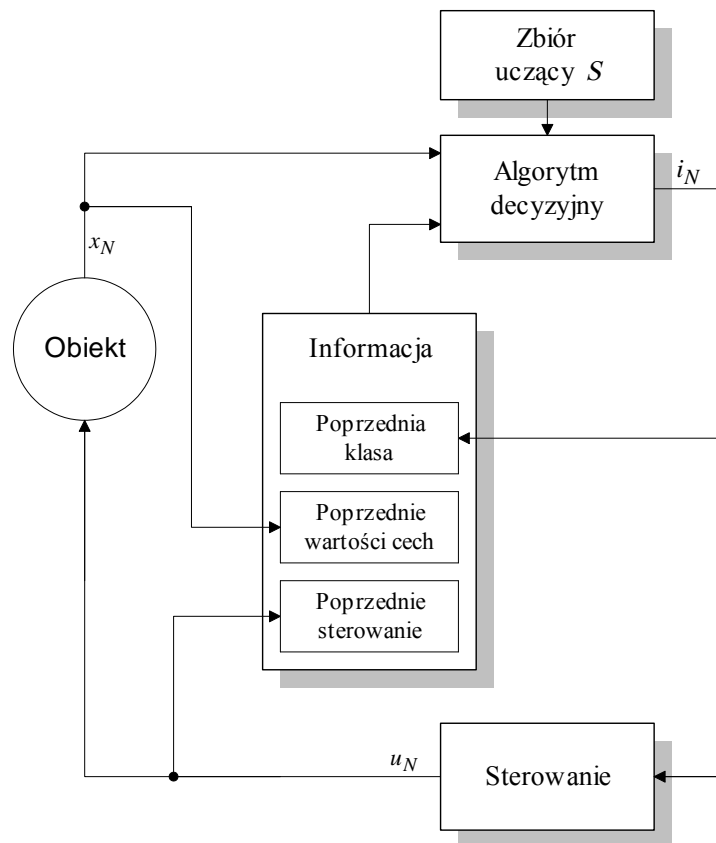 Zbiór
uczący S
Algorytm
decyzyjny
i_N
x_N
Obiekt
Informacja
Poprzednia
klasa
Poprzednie
wartości cech
Poprzednie
sterowanie
u_N
Sterowanie